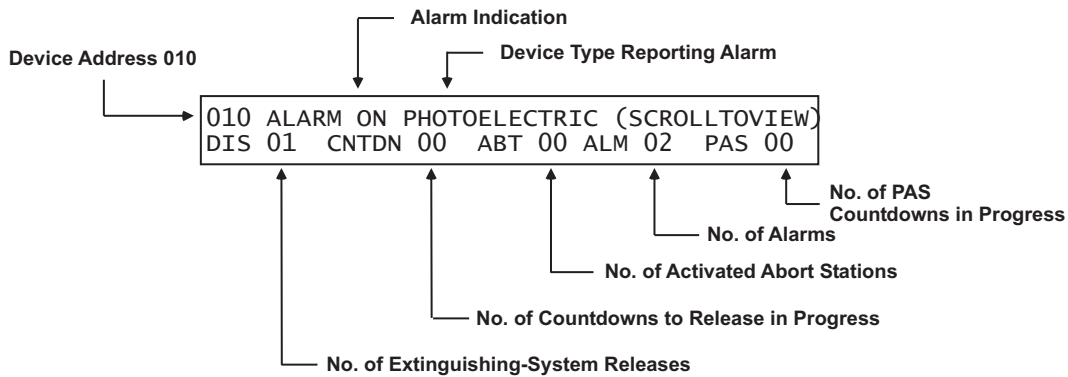 Alarm Indication
Device Type Reporting Alarm
Device Address 010
010 ALARM ON PHOTOELECTRIC (SCROLLTOVIEW)
DIS 01 CNTDN 00 ABT 00 ALM 02 PAS 00
No. of PAS
Countdowns in Progress
No. of Alarms
No. of Activated Abort Stations
No. of Countdowns to Release in Progress
No. of Extinguishing-System Releases